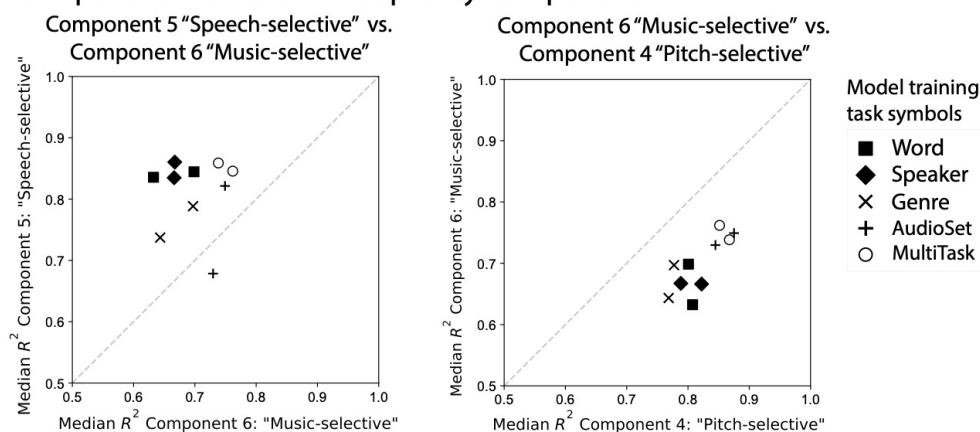 Component 5 “Speech-selective” vs.
Component 6 “Music-selective”
Median R² Component 5: "Speech-selective"
1.0
0.9
0.8
0.7
0.6
0.5
0.5 0.6 0.7 0.8 0.9 1.0
Median R² Component 6: "Music-selective"
Component 6 “Music-selective” vs.
Component 4 “Pitch-selective”
Median R² Component 6: "Music-selective"
1.0
0.9
0.8
0.7
0.6
0.5
0.5 0.6 0.7 0.8 0.9 1.0
Median R² Component 4: "Pitch-selective"
Model training
task symbols
Word
Speaker
Genre
AudioSet
MultiTask